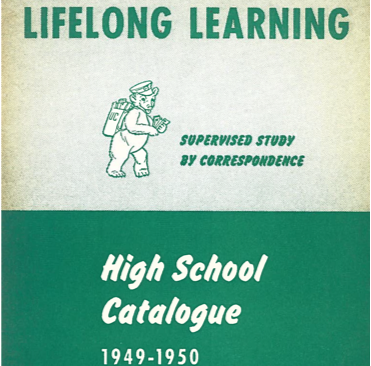 LIFELONG LEARNING
UC
SUPERVISED STUDY
BY CORRESPONDENCE
High School
Catalogue
1949-1950